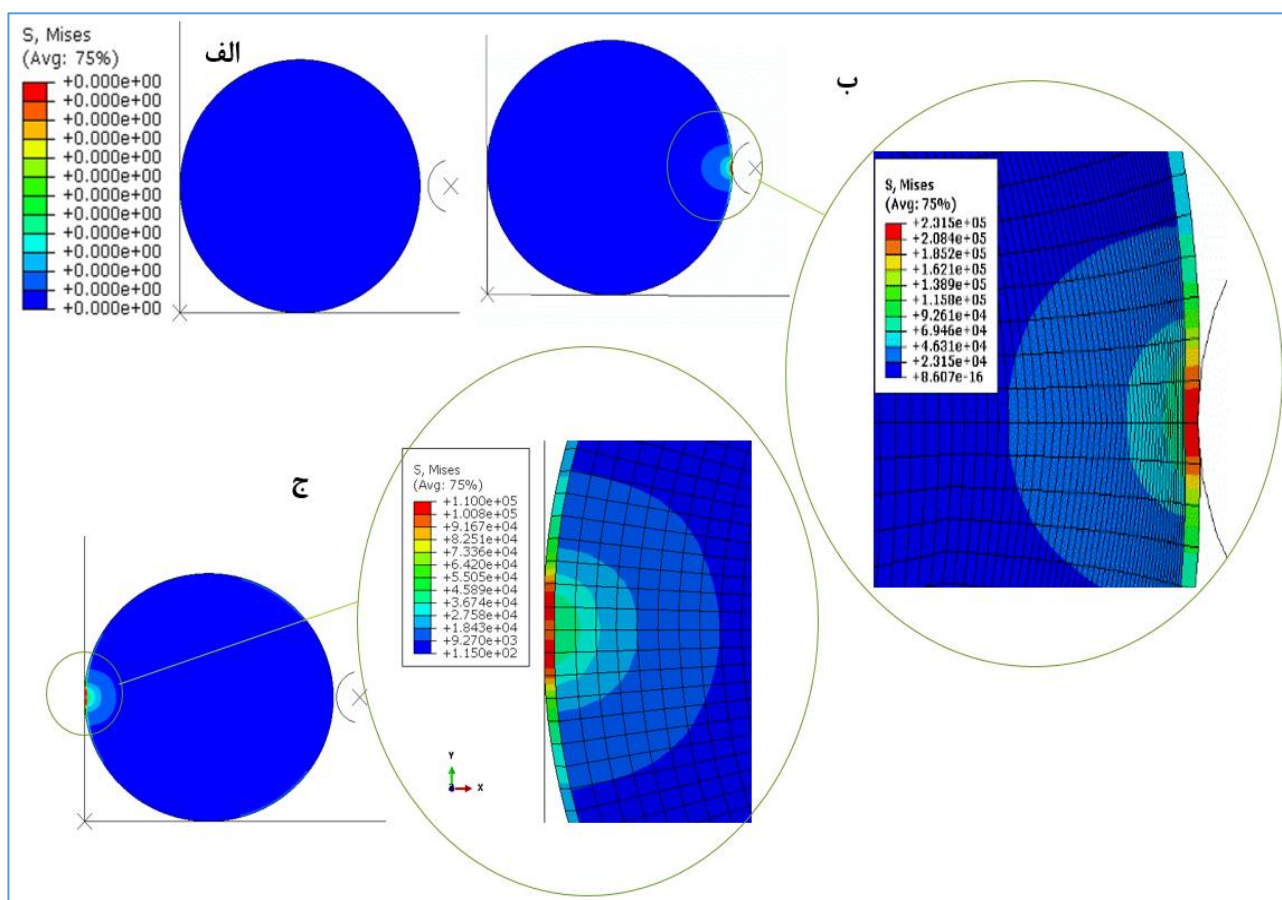 S, Mises
(Avg: 75%)
+0.000e+00
+0.000e+00
+0.000e+00
+0.000e+00
+0.000e+00
+0.000e+00
+0.000e+00
+0.000e+00
+0.000e+00
+0.000e+00
+0.000e+00
+0.000e+00
+0.000e+00
الف
ب
S, Mises
(Avg: 75%)
+2.315e+05
+2.084e+05
+1.852e+05
+1.621e+05
+1.389e+05
+1.158e+05
+9.261e+04
+6.946e+04
+4.631e+04
+2.315e+04
+8.607e-16
ج
S, Mises
(Avg: 75%)
+1.100e+05
+1.008e+05
+9.167e+04
+8.251e+04
+7.336e+04
+6.420e+04
+5.505e+04
+4.589e+04
+3.674e+04
+2.758e+04
+1.843e+04
+9.270e+03
+1.150e+02
Y
X